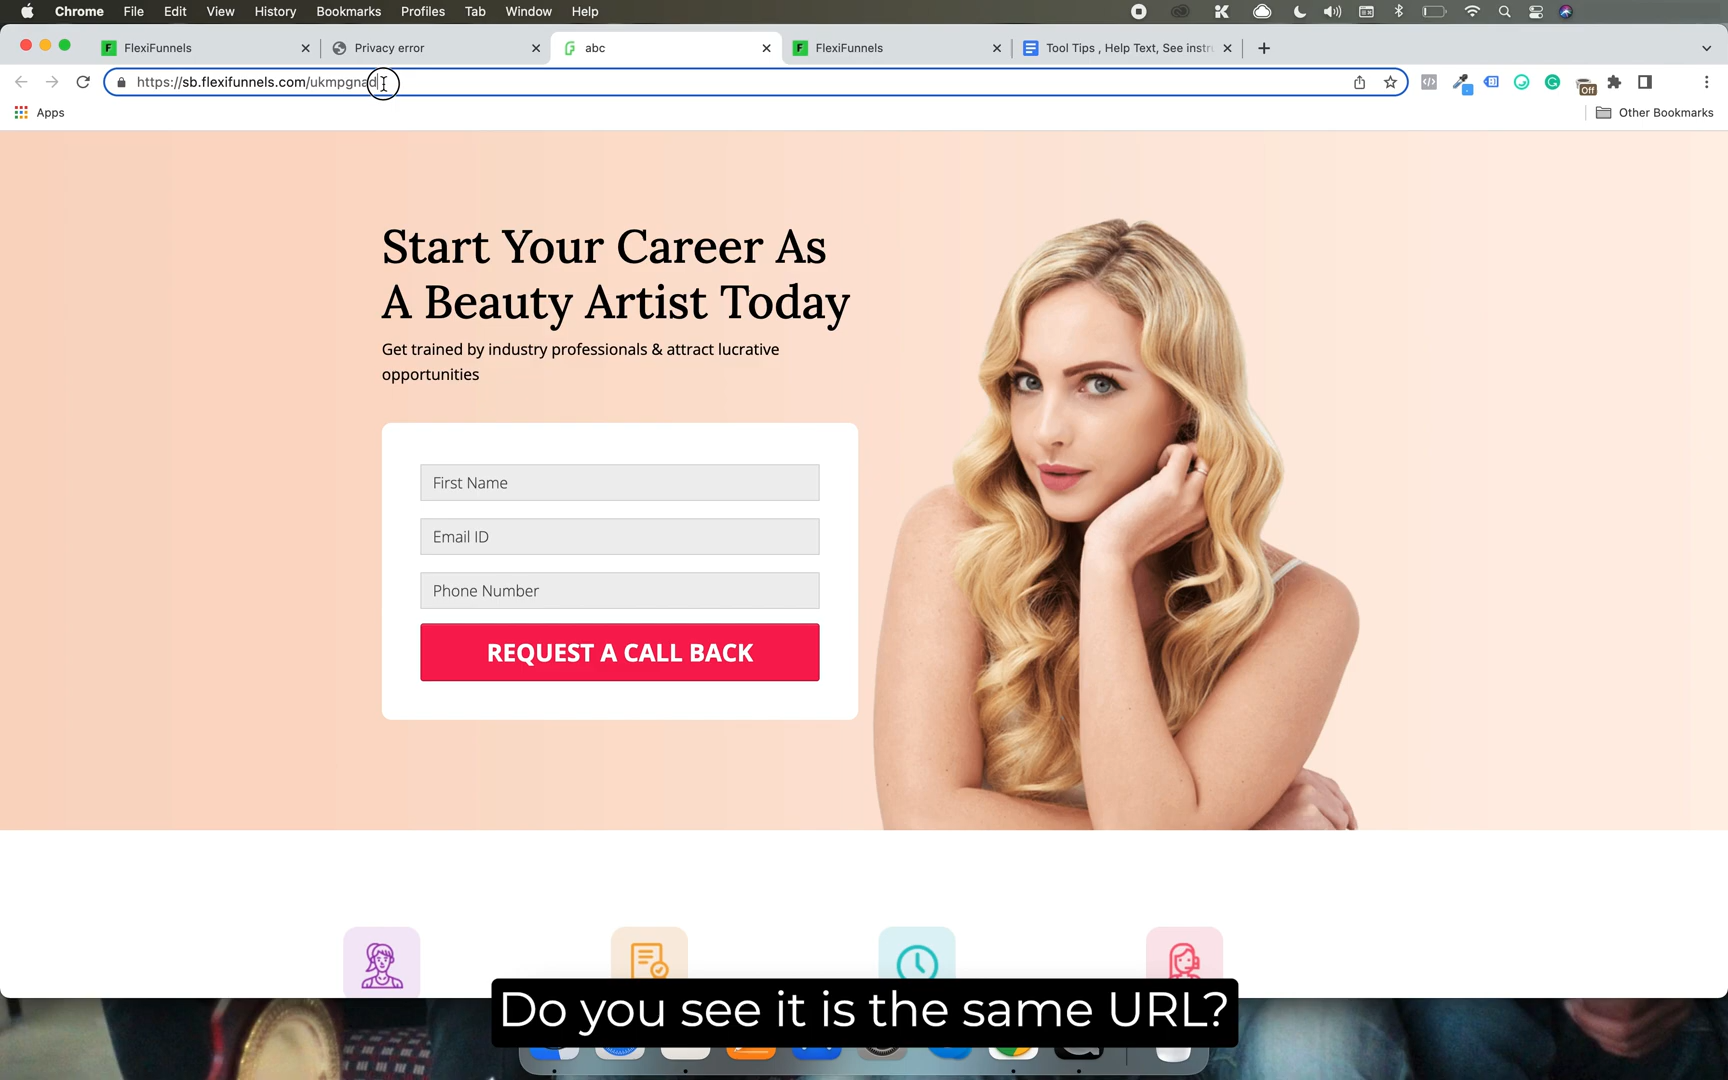 Chrome File Edit View History Bookmarks Profiles Tab Window Help
FlexiFunnels
Privacy error
abc
FlexiFunnels
Tool Tips , Help Text, See instr
https://sb.flexifunnels.com/ukmpgnad
Off
Apps
Other Bookmarks
Start Your Career As
A Beauty Artist Today
Get trained by industry professionals & attract lucrative
opportunities
First Name
Email ID
Phone Number
REQUEST A CALL BACK
Do you see it is the same URL?